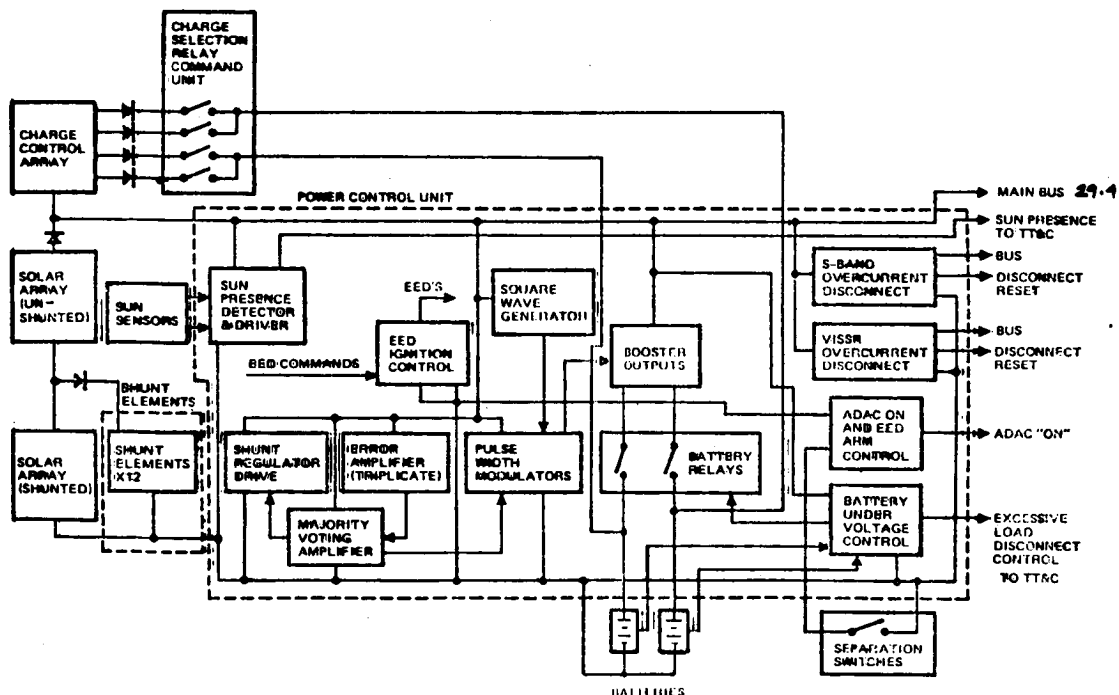 CHARGE
SELECTION
RELAY
COMMAND
UNIT
CHARGE
CONTROL
ARRAY
POWER CONTROL UNIT
MAIN BUS 29.4
SUN PRESENCE
TO TT&C
SOLAR
ARRAY
(UN-
SHUNTED)
SUN
SENSORS
SUN
PRESENCE
DETECTOR
& DRIVER
EED'S
SQUARE
WAVE
GENERATOR
S-BAND
OVERCURRENT
DISCONNECT
BUS
DISCONNECT
RESET
EED COMMANDS
EED
IGNITION
CONTROL
BOOSTER
OUTPUTS
VISSR
OVERCURRENT
DISCONNECT
BUS
DISCONNECT
RESET
SHUNT
ELEMENTS
SOLAR
ARRAY
(SHUNTED)
SHUNT
ELEMENTS
X12
SHUNT
REGULATOR
DRIVE
ERROR
AMPLIFIER
(TRIPLICATE)
PULSE
WIDTH
MODULATORS
BATTERY
RELAYS
ADAC ON
AND EED
ARM
CONTROL
ADAC "ON"
MAJORITY
VOTING
AMPLIFIER
BATTERY
UNDER
VOLTAGE
CONTROL
EXCESSIVE
LOAD
DISCONNECT
CONTROL
TO TT&C
SEPARATION
SWITCHES
BATTERIES